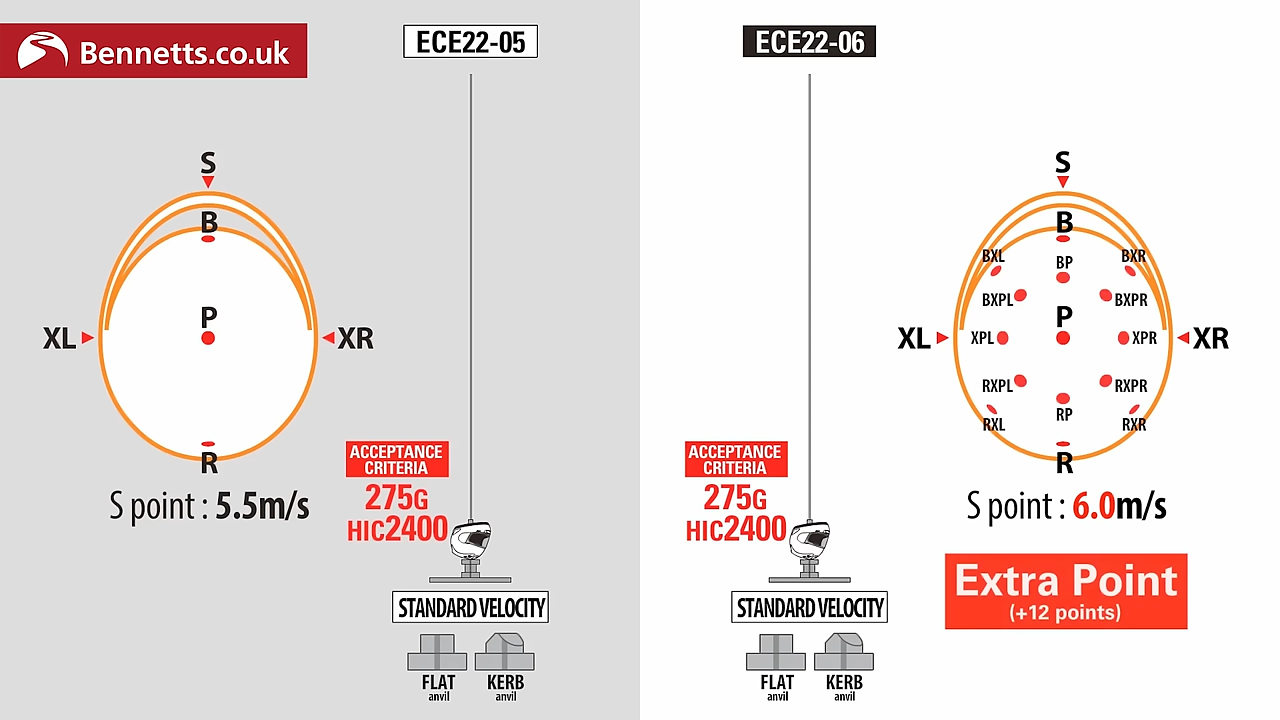 Bennetts.co.uk
ECE22-05
S
B
P
XL
XR
R
S point : 5.5m/s
ACCEPTANCE
CRITERIA
275G
HIC2400
STANDARD VELOCITY
FLAT
anvil
KERB
anvil
ECE22-06
ACCEPTANCE
CRITERIA
275G
HIC2400
STANDARD VELOCITY
FLAT
anvil
KERB
anvil
S
B
BXL
BP
BXR
BXPL
BXPR
P
XL
XPL
XPR
XR
RXPL
RXPR
RP
RXL
RXR
R
S point : 6.0m/s
Extra Point
(+12 points)